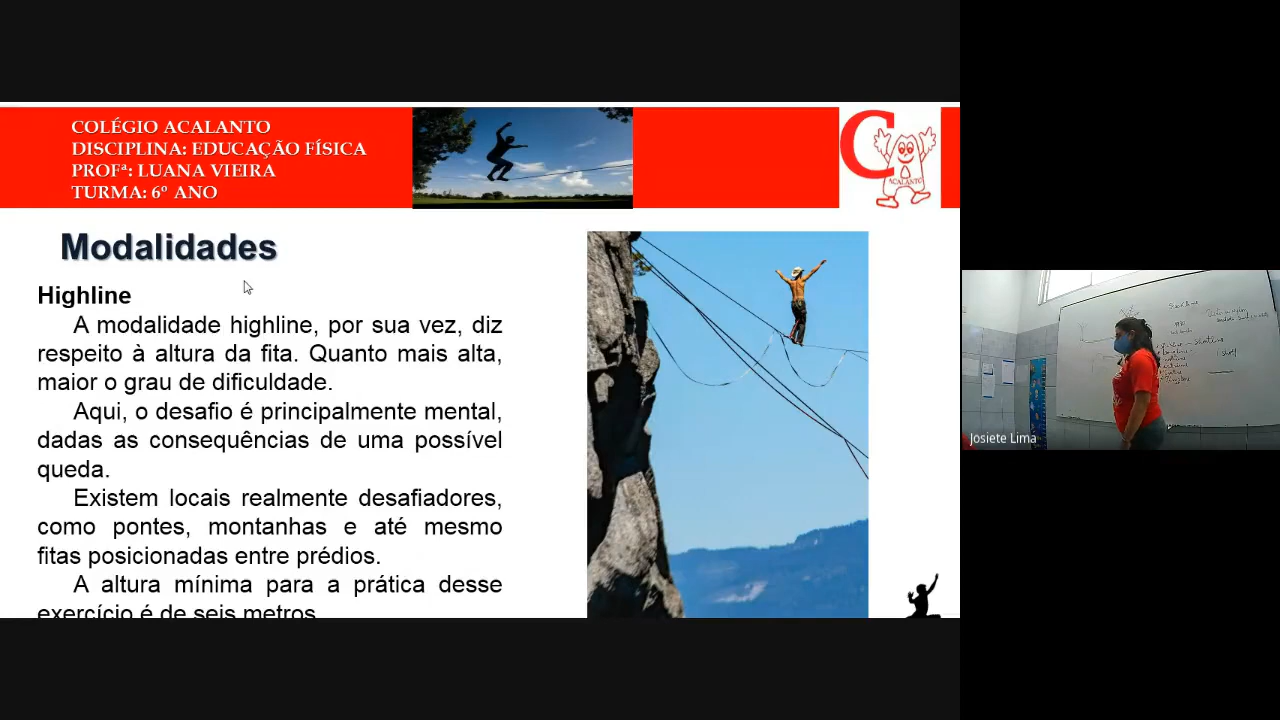 COLÉGIO ACALANTO
DISCIPLINA: EDUCAÇÃO FÍSICA
PROFª: LUANA VIEIRA
TURMA: 6º ANO
C
ACALANTO
Modalidades
Highline
A modalidade highline, por sua vez, diz
respeito à altura da fita. Quanto mais alta,
maior o grau de dificuldade.
Aqui, o desafio é principalmente mental,
dadas as consequências de uma possível
queda.
Existem locais realmente desafiadores,
como pontes, montanhas e até mesmo
fitas posicionadas entre prédios.
A altura mínima para a prática desse
exercício é de seis metros
Josiete Lima